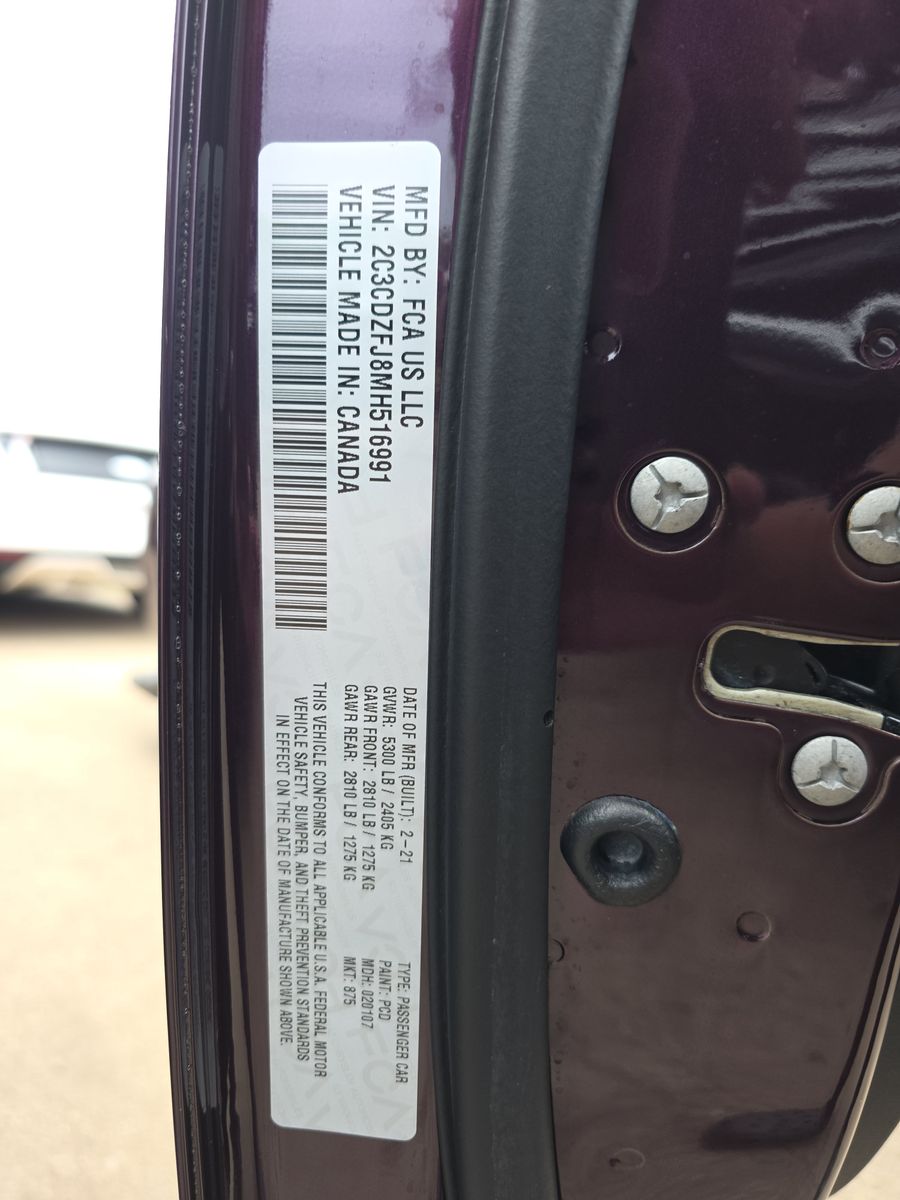 MFD BY: FCA US LLC
VIN: 2C3CDZFJ8MH516991
VEHICLE MADE IN: CANADA
DATE OF MFR (BUILT): 2-21
GVWR: 5300 LB / 2405 KG
GAWR FRONT: 2810 LB / 1275 KG
GAWR REAR: 2810 LB / 1275 KG
TYPE: PASSENGER CAR
PAINT: PCD
MDH: 020107
MKT: 875
THIS VEHICLE CONFORMS TO ALL APPLICABLE U.S.A. FEDERAL MOTOR
VEHICLE SAFETY, BUMPER, AND THEFT PREVENTION STANDARDS
IN EFFECT ON THE DATE OF MANUFACTURE SHOWN ABOVE.